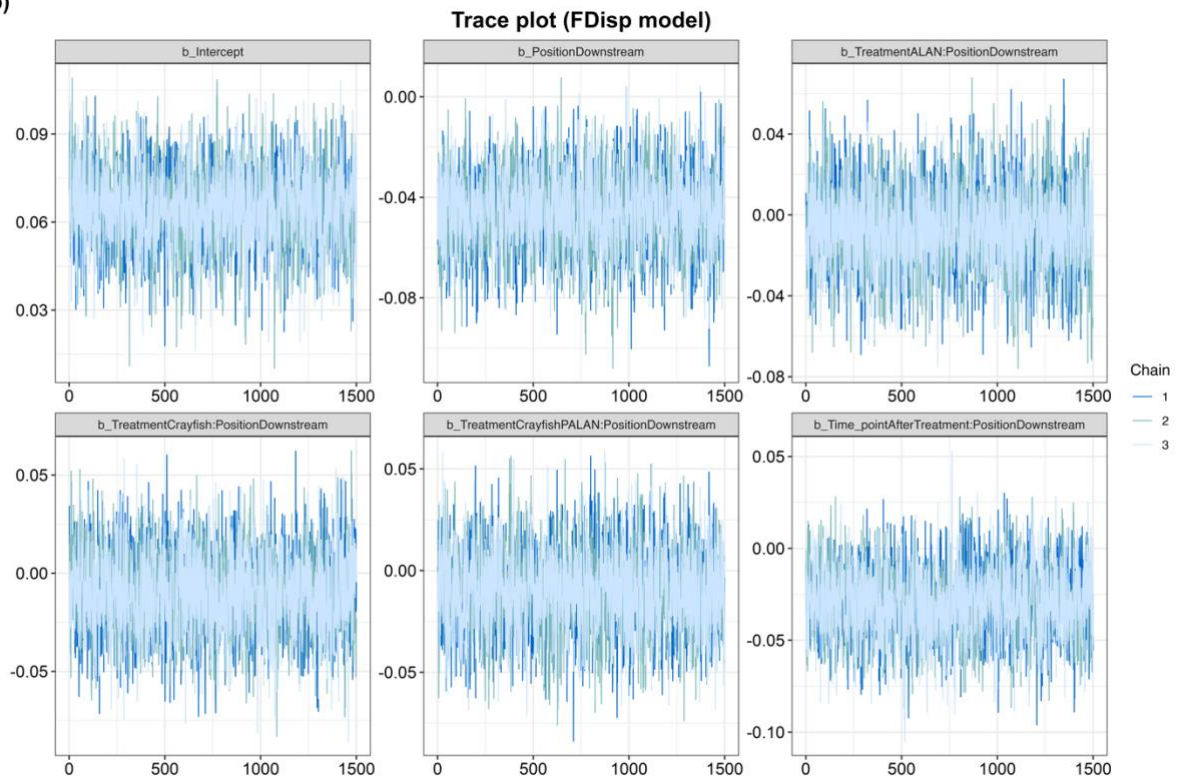 Trace plot (FDisp model)
b_Intercept
b_PositionDownstream
b_TreatmentALAN:PositionDownstream
0.09
0.06
0.03
0.00
-0.04
-0.08
0.04
0.00
-0.04
-0.08
0 500 1000 1500
0 500 1000 1500
0 500 1000 1500
b_TreatmentCrayfish:PositionDownstream
b_TreatmentCrayfishPALAN:PositionDownstream
b_Time_pointAfterTreatment:PositionDownstream
0.05
0.00
-0.05
0.05
0.00
-0.05
0.05
0.00
-0.05
-0.10
0 500 1000 1500
0 500 1000 1500
0 500 1000 1500
Chain
1
2
3